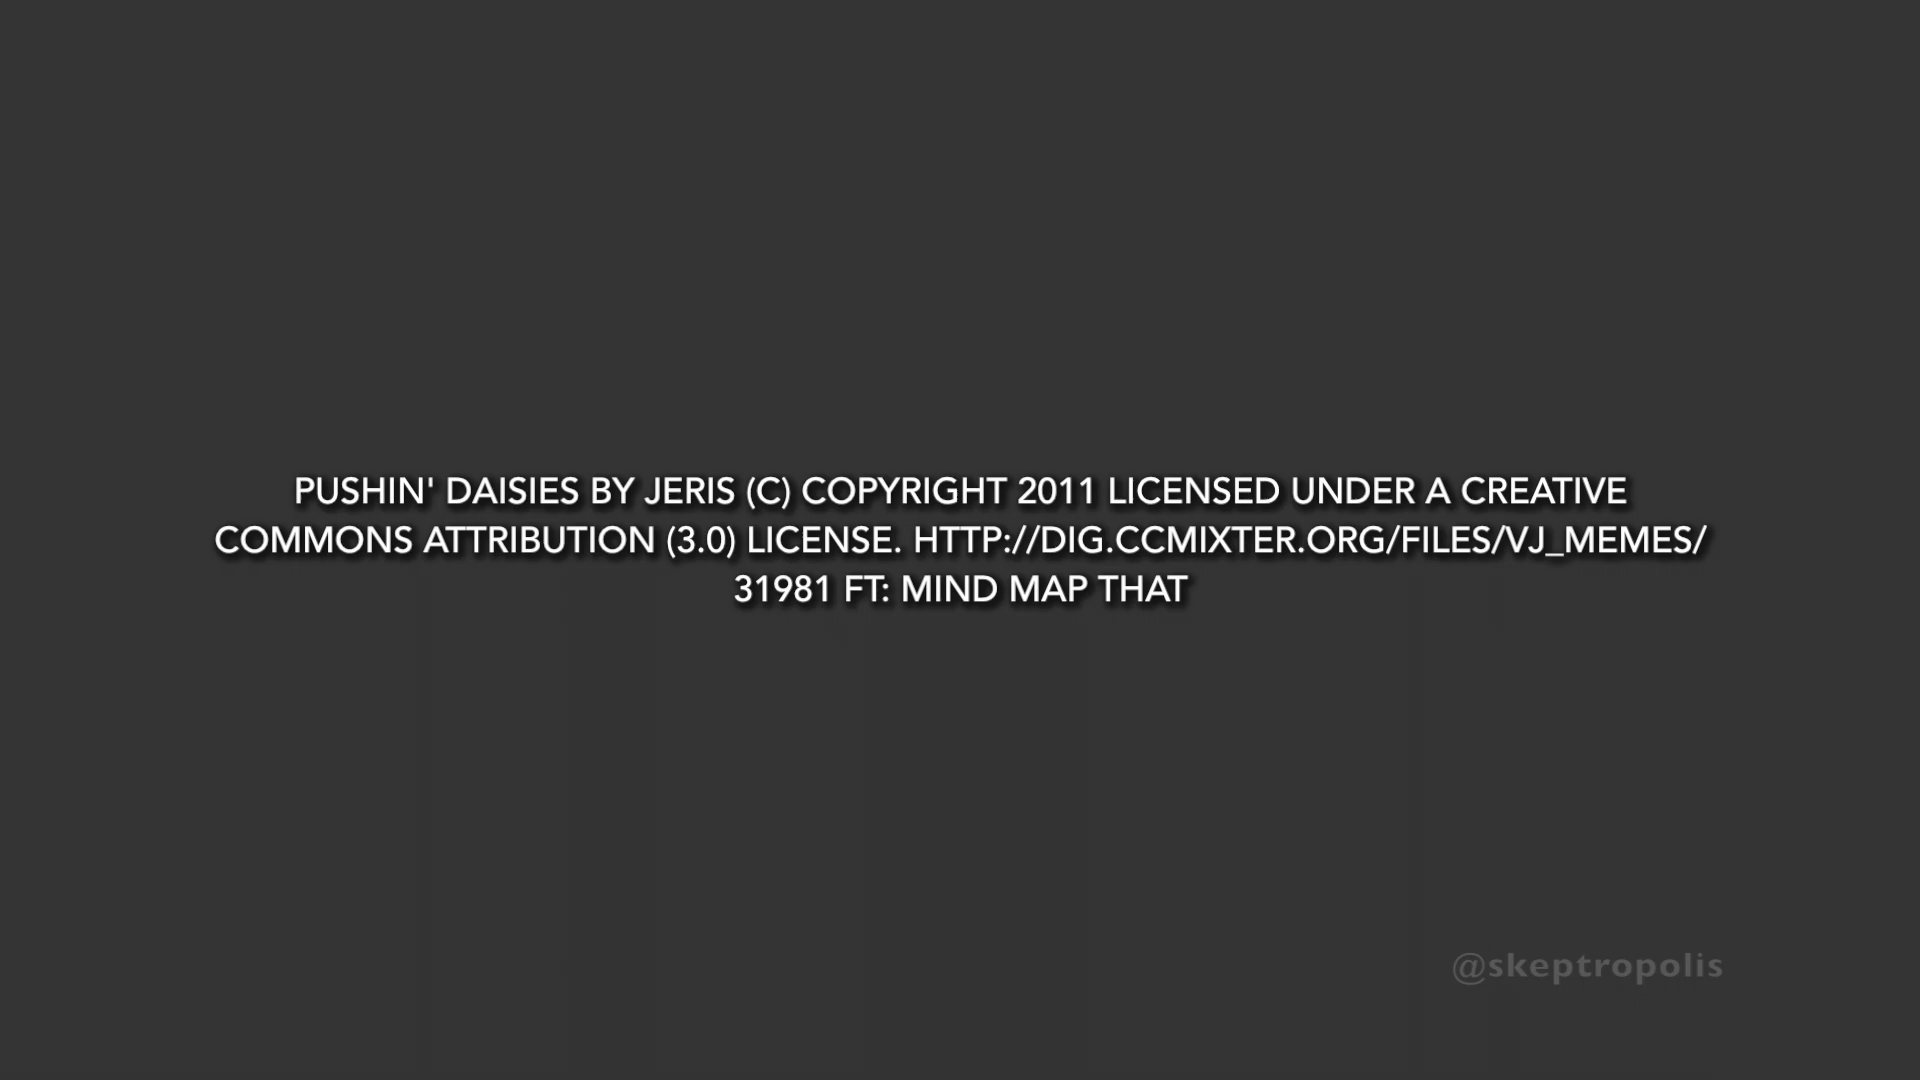 PUSHIN' DAISIES BY JERIS (C) COPYRIGHT 2011 LICENSED UNDER A CREATIVE
COMMONS ATTRIBUTION (3.0) LICENSE. HTTP://DIG.CCMIXTER.ORG/FILES/VJ_MEMES/
31981 FT: MIND MAP THAT
@skeptropolis